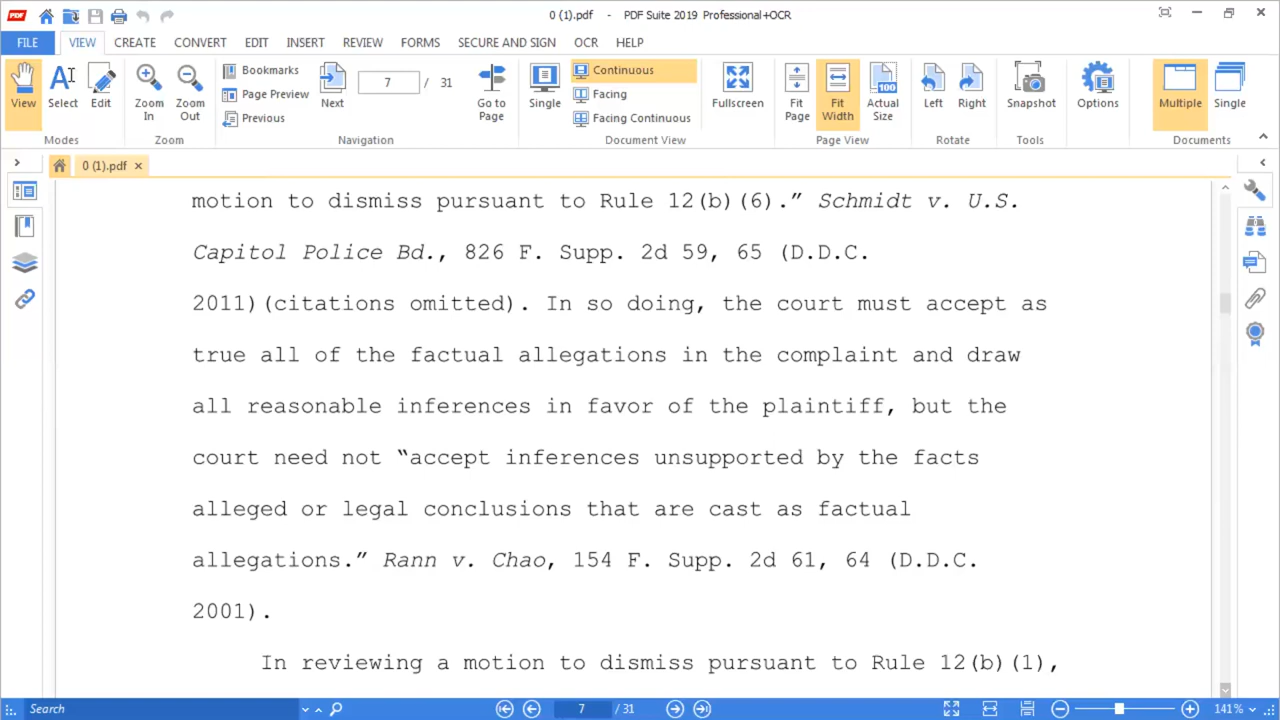 PDF
0 (1).pdf - PDF Suite 2019 Professional+OCR
FILE VIEW CREATE CONVERT EDIT INSERT REVIEW FORMS SECURE AND SIGN OCR HELP
View Select Edit
Modes
Zoom In Zoom Out
Zoom
Bookmarks
Page Preview
Previous
Next 7 / 31 Go to Page
Navigation
Single
Continuous
Facing
Facing Continuous
Document View
Fullscreen
Fit Page Fit Width 100 Actual Size
Page View
Left Right
Rotate
Snapshot
Tools
Options
Multiple Single
Documents
0 (1).pdf
motion to dismiss pursuant to Rule 12(b)(6).” Schmidt v. U.S.
Capitol Police Bd., 826 F. Supp. 2d 59, 65 (D.D.C.
2011)(citations omitted). In so doing, the court must accept as
true all of the factual allegations in the complaint and draw
all reasonable inferences in favor of the plaintiff, but the
court need not “accept inferences unsupported by the facts
alleged or legal conclusions that are cast as factual
allegations.” Rann v. Chao, 154 F. Supp. 2d 61, 64 (D.D.C.
2001).
In reviewing a motion to dismiss pursuant to Rule 12(b)(1),
Search 7 / 31 141%